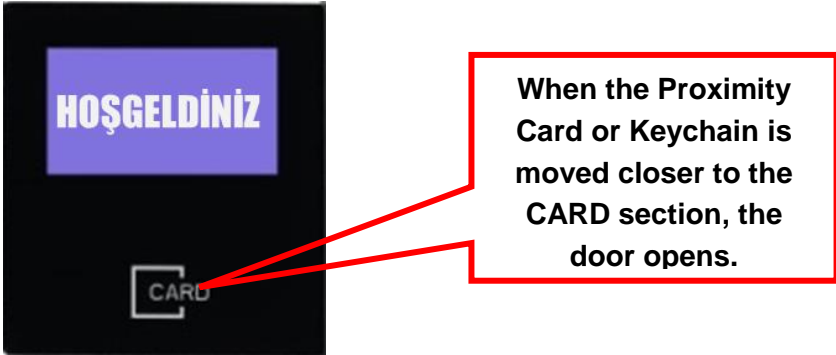 HOŞGELDİNİZ
CARD
When the Proximity
Card or Keychain is
moved closer to the
CARD section, the
door opens.